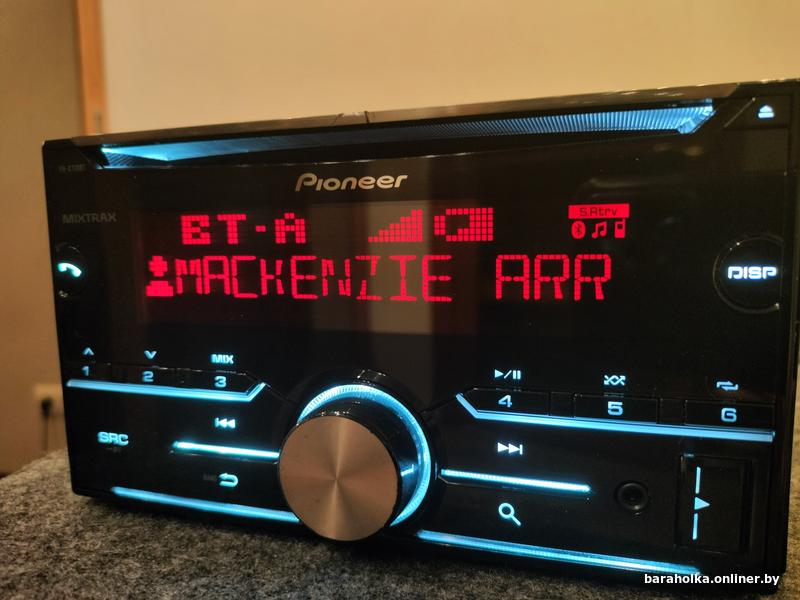 Pioneer
MIXTRAX
BT-A
S.Rtrv
MACKENZIE ARR
DISP
1 2 MIX 3
4 5 6
SRC
baraholka.onliner.by